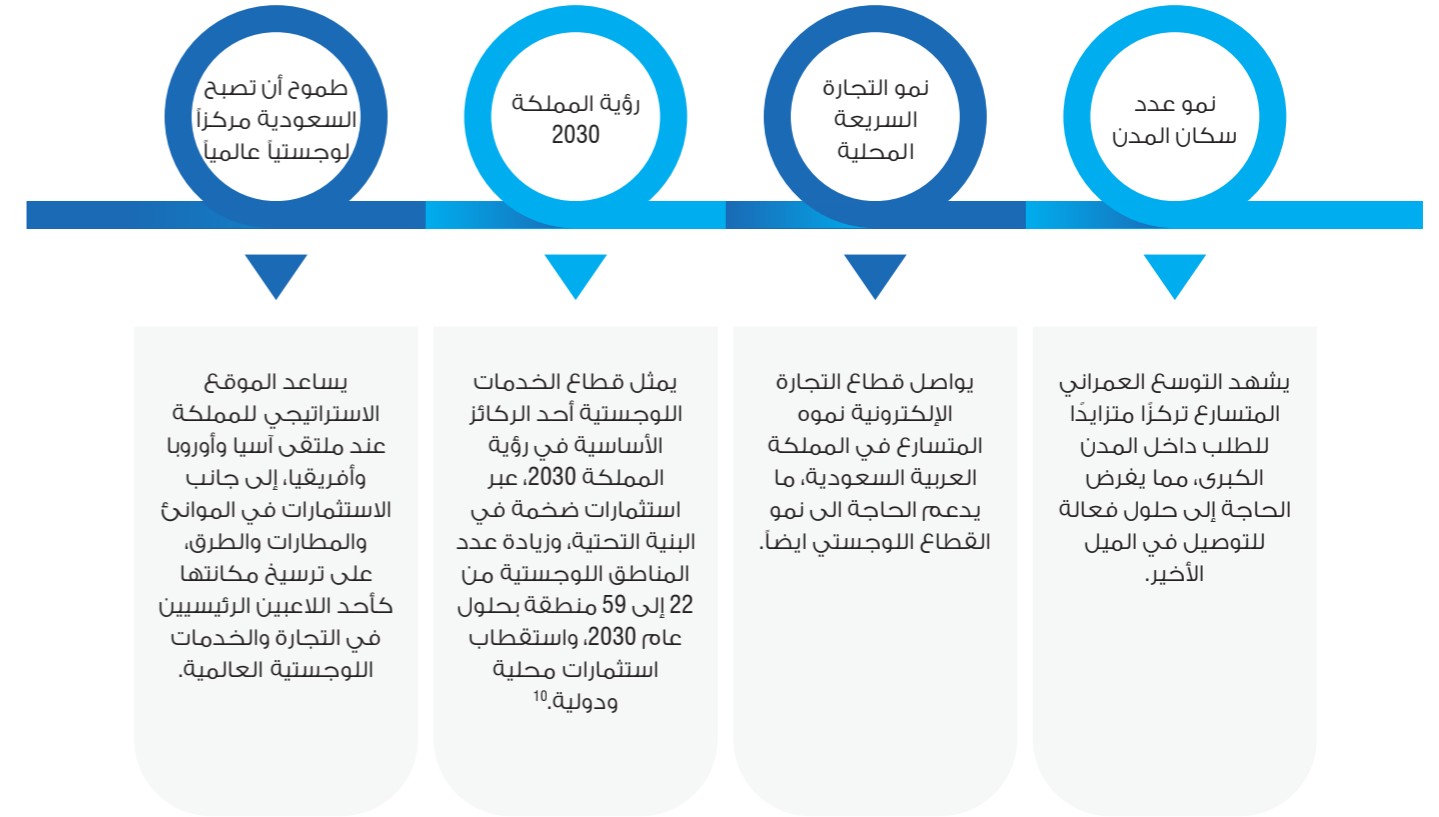 نمو عدد
سكان المدن
يشهد التوسع العمراني
المتسارع تركزًا متزايدًا
للطلب داخل المدن
الكبرى، مما يفرض
الحاجة إلى حلول فعالة
للتوصيل في الميل
الأخير.
نمو التجارة
السريعة
المحلية
يواصل قطاع التجارة
الإلكترونية نموه
المتسارع في المملكة
العربية السعودية، ما
يدعم الحاجة الى نمو
القطاع اللوجستي ايضاً.
رؤية المملكة
2030
يمثل قطاع الخدمات
اللوجستية أحد الركائز
الأساسية في رؤية
المملكة 2030، عبر
استثمارات ضخمة في
البنية التحتية، وزيادة عدد
المناطق اللوجستية من
22 إلى 59 منطقة بحلول
عام 2030، واستقطاب
استثمارات محلية
ودولية.10
طموح أن تصبح
السعودية مركزاً
لوجستياً عالمياً
يساعد الموقع
الاستراتيجي للمملكة
عند ملتقى آسيا وأوروبا
وأفريقيا، إلى جانب
الاستثمارات في الموانئ
والمطارات والطرق،
على ترسيخ مكانتها
كأحد اللاعبين الرئيسيين
في التجارة والخدمات
اللوجستية العالمية.